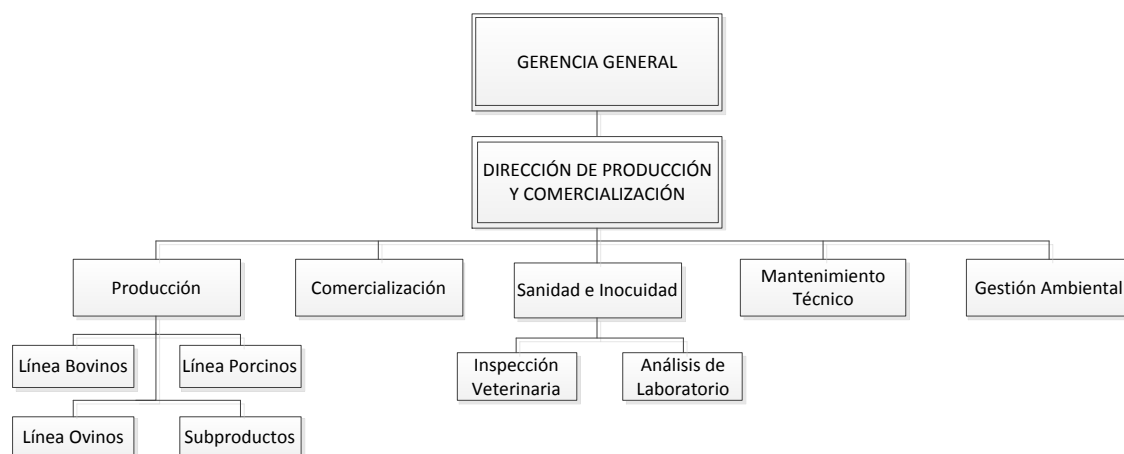 GERENCIA GENERAL
DIRECCIÓN DE PRODUCCIÓN
Y COMERCIALIZACIÓN
Producción
Comercialización
Sanidad e Inocuidad
Mantenimiento
Técnico
Gestión Ambiental
Línea Bovinos
Línea Porcinos
Inspección
Veterinaria
Análisis de
Laboratorio
Línea Ovinos
Subproductos